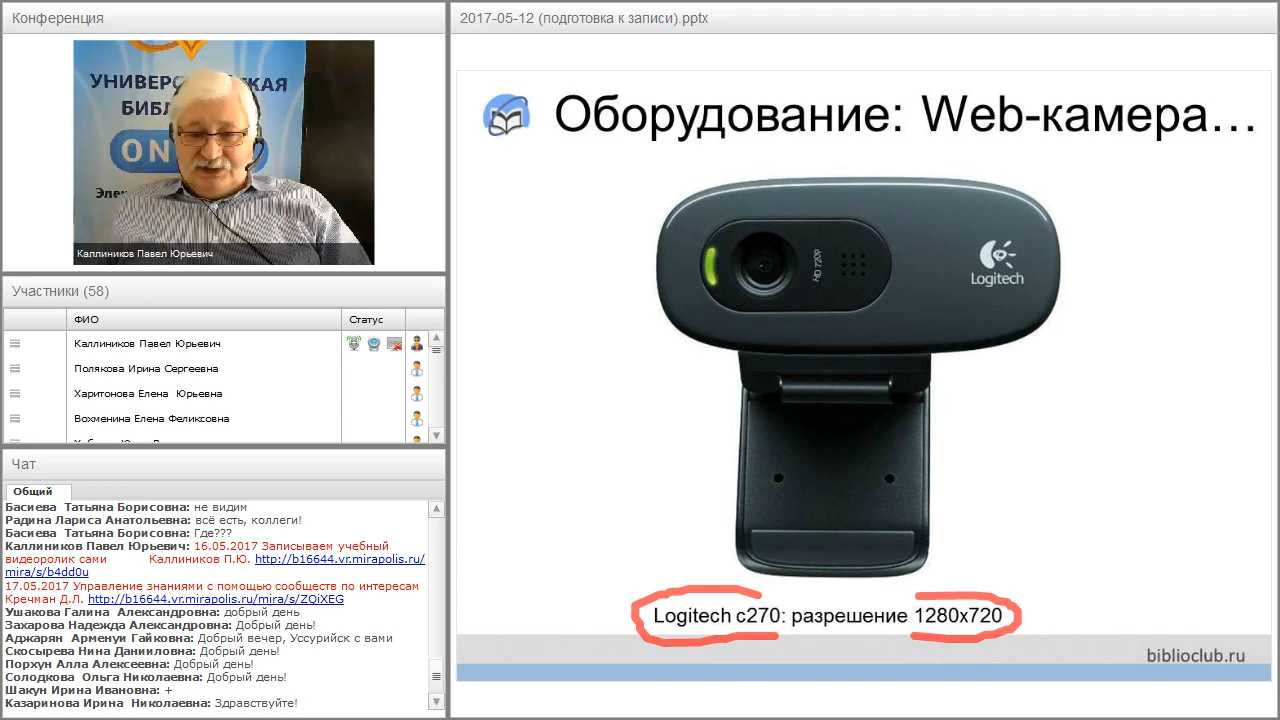 Конференция
УНИВЕРС
КАЯ
БИБЛ
ON
Каллиников Павел Юрьевич
Участники (58)
ФИО
Статус
Каллиников Павел Юрьевич
Полякова Ирина Сергеевна
Харитонова Елена Юрьевна
Вохменина Елена Феликсовна
Чат
Общий
Басиева Татьяна Борисовна: не видим
Радина Лариса Анатольевна: всё есть, коллеги!
Басиева Татьяна Борисовна: Где???
Каллиников Павел Юрьевич: 16.05.2017 Записываем учебный
видеоролик сами Каллиников П.Ю. http://b16644.vr.mirapolis.ru/
mira/s/b4dd0u
17.05.2017 Управление знаниями с помощью сообществ по интересам
Кречман Д.Л. http://b16644.vr.mirapolis.ru/mira/s/ZQiXEG
Ушакова Галина Александровна: добрый день
Захарова Надежда Александровна: Добрый день!
Аджарян Арменуи Гайковна: Добрый вечер, Уссурийск с вами
Скосырева Нина Данииловна: Добрый день!
Порхун Алла Алексеевна: Добрый день!
Солодкова Ольга Николаевна: Добрый день!
Шакун Ирина Ивановна: +
Казаринова Ирина Николаевна: Здравствуйте!
2017-05-12 (подготовка к записи).pptx
Оборудование: Web-камера…
HD 720P
Logitech
Logitech c270: разрешение 1280x720
biblioclub.ru